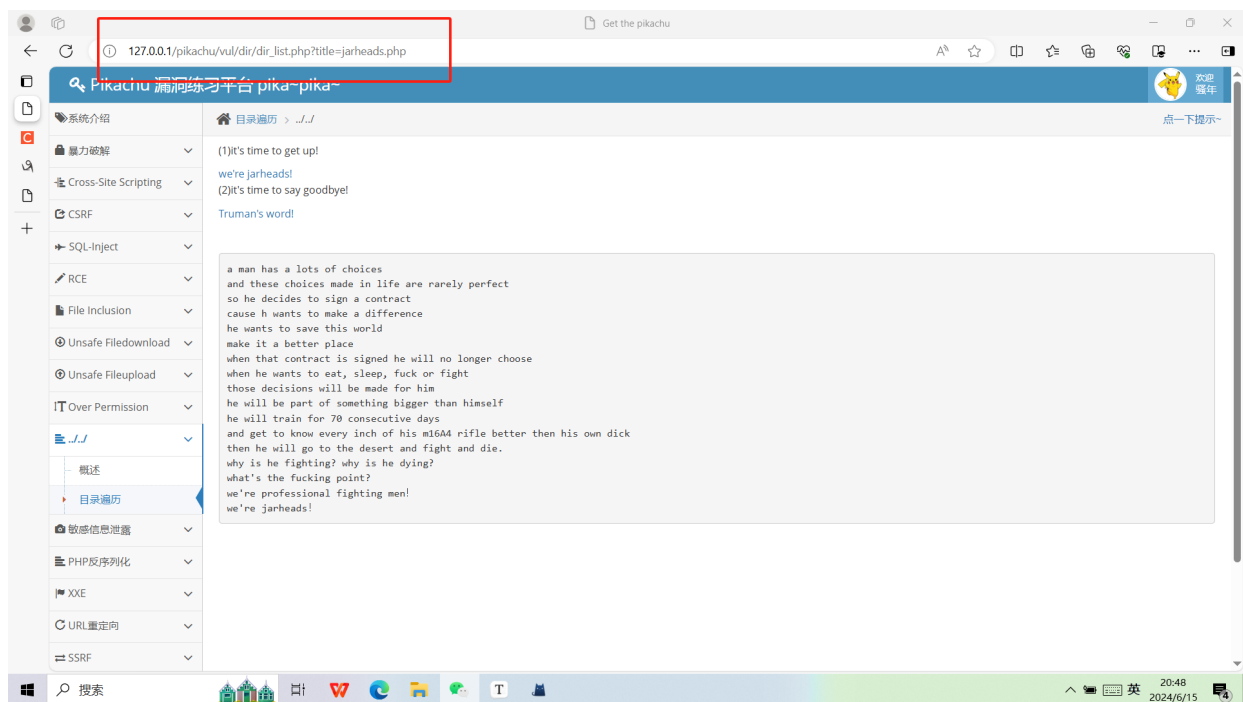 Get the pikachu
127.0.0.1/pikachu/vul/dir/dir_list.php?title=jarheads.php
Pikachu 漏洞练习平台 pika~pika~
欢迎
骚年
系统介绍
目录遍历 > ../../
点一下提示~
暴力破解
Cross-Site Scripting
CSRF
SQL-Inject
RCE
File Inclusion
Unsafe Filedownload
Unsafe Fileupload
Over Permission
../../
概述
目录遍历
敏感信息泄露
PHP反序列化
XXE
URL重定向
SSRF
(1)it's time to get up!
we're jarheads!
(2)it's time to say goodbye!
Truman's word!
a man has a lots of choices
and these choices made in life are rarely perfect
so he decides to sign a contract
cause h wants to make a difference
he wants to save this world
make it a better place
when that contract is signed he will no longer choose
when he wants to eat, sleep, fuck or fight
those decisions will be made for him
he will be part of something bigger than himself
he will train for 70 consecutive days
and get to know every inch of his m16A4 rifle better then his own dick
then he will go to the desert and fight and die.
why is he fighting? why is he dying?
what's the fucking point?
we're professional fighting men!
we're jarheads!
搜索
英
20:48
2024/6/15
4